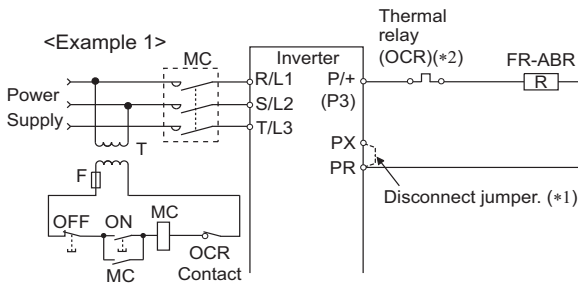 <Example 1>
MC
Power
Supply
T
F
OFF
ON
MC
MC
OCR
Contact
Inverter
R/L1
S/L2
T/L3
P/+
(P3)
PX
PR
Thermal
relay
(OCR)(*2)
FR-ABR
R
Disconnect jumper. (*1)